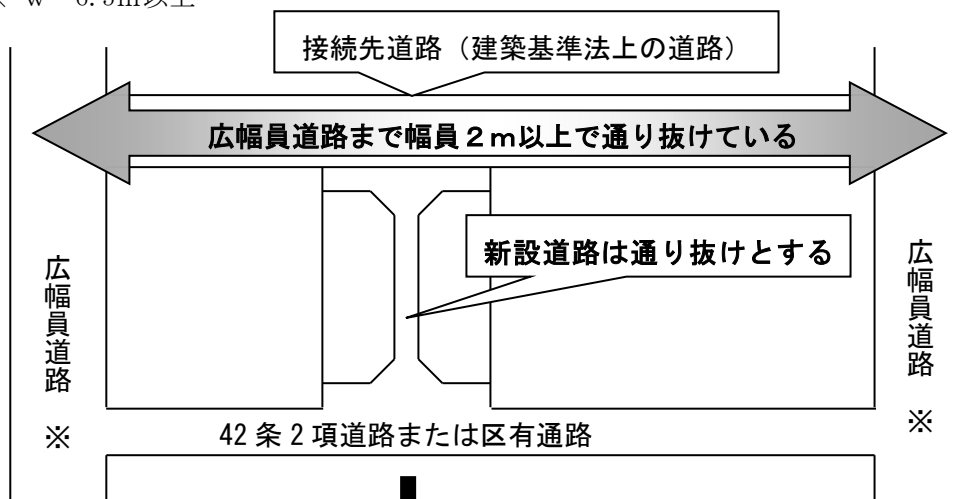 W 6.5m以上
接続先道路（建築基準法上の道路）
広幅員道路まで幅員２ｍ以上で通り抜けている
新設道路は通り抜けとする
広幅員道路　※
広幅員道路　※
42 条 2 項道路または区有通路